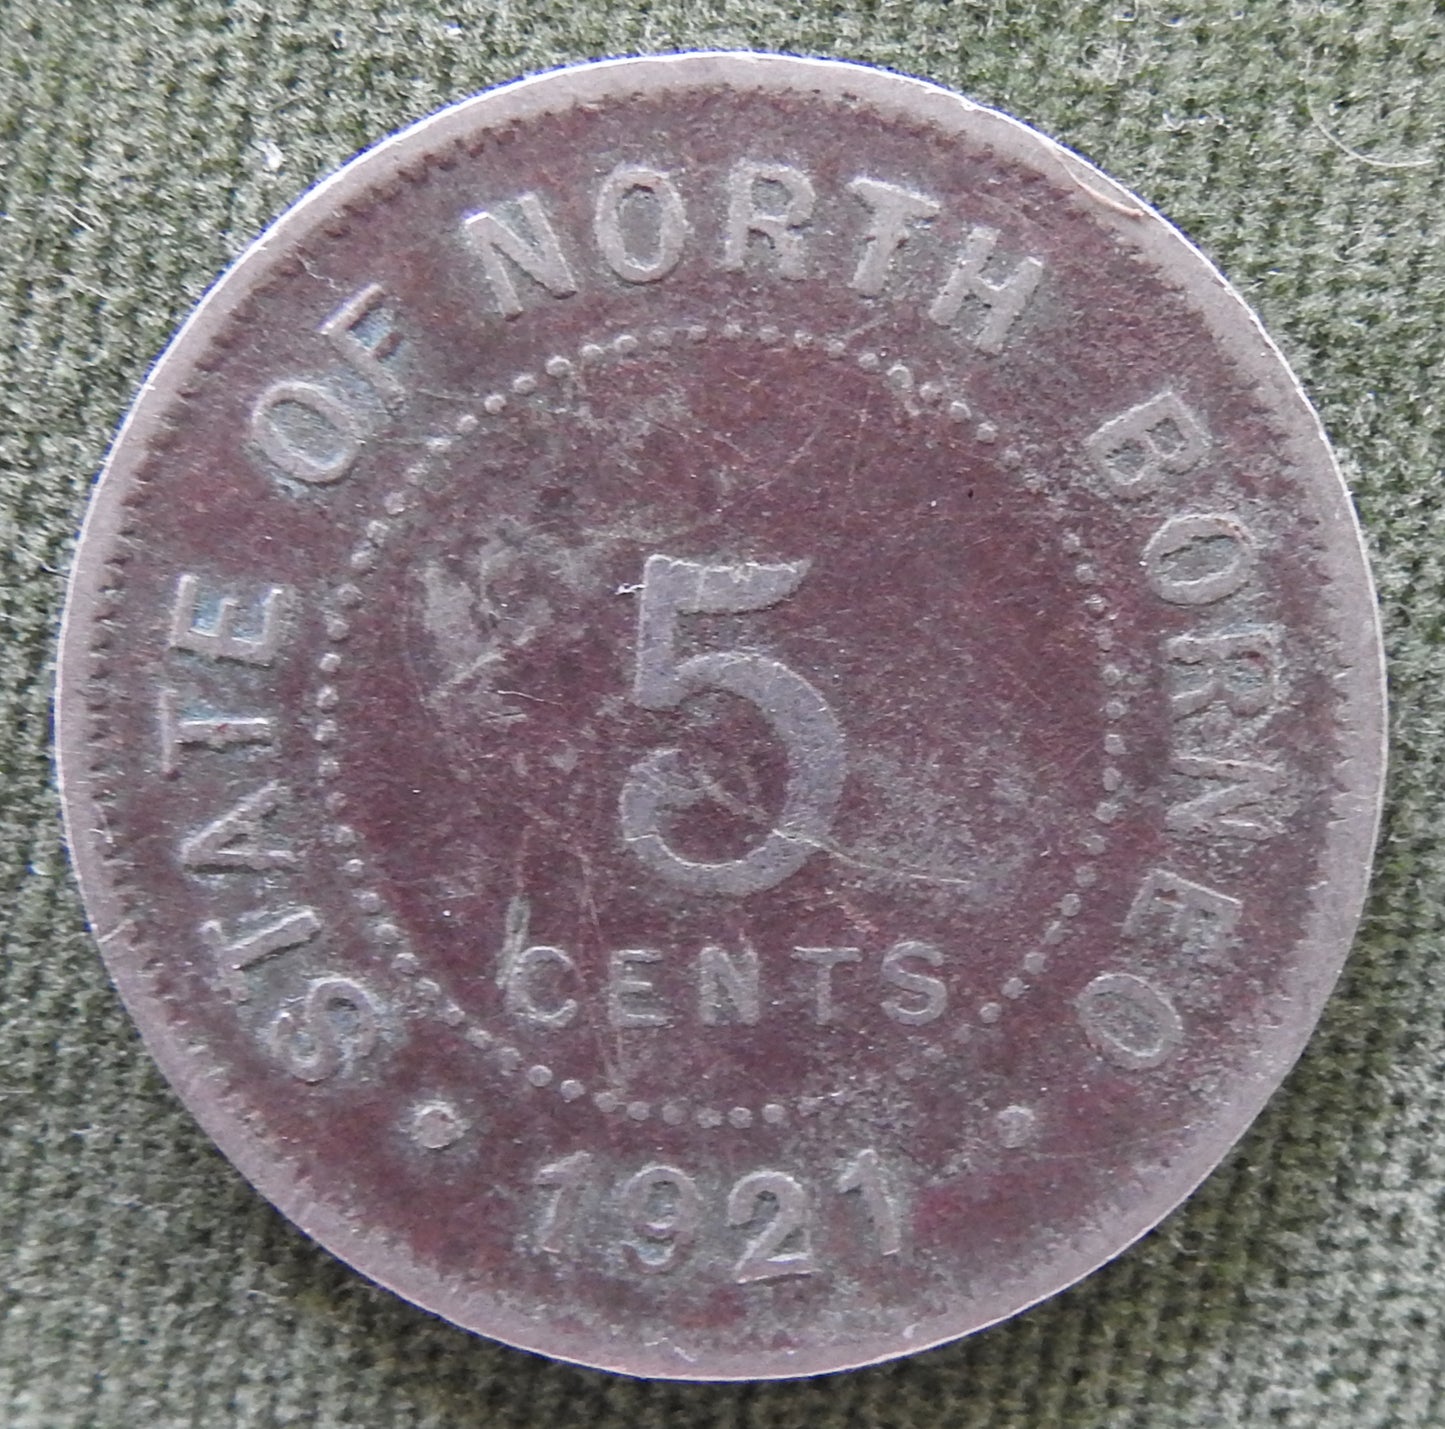 STATE OF NORTH BORNEO
5
CENTS
1921